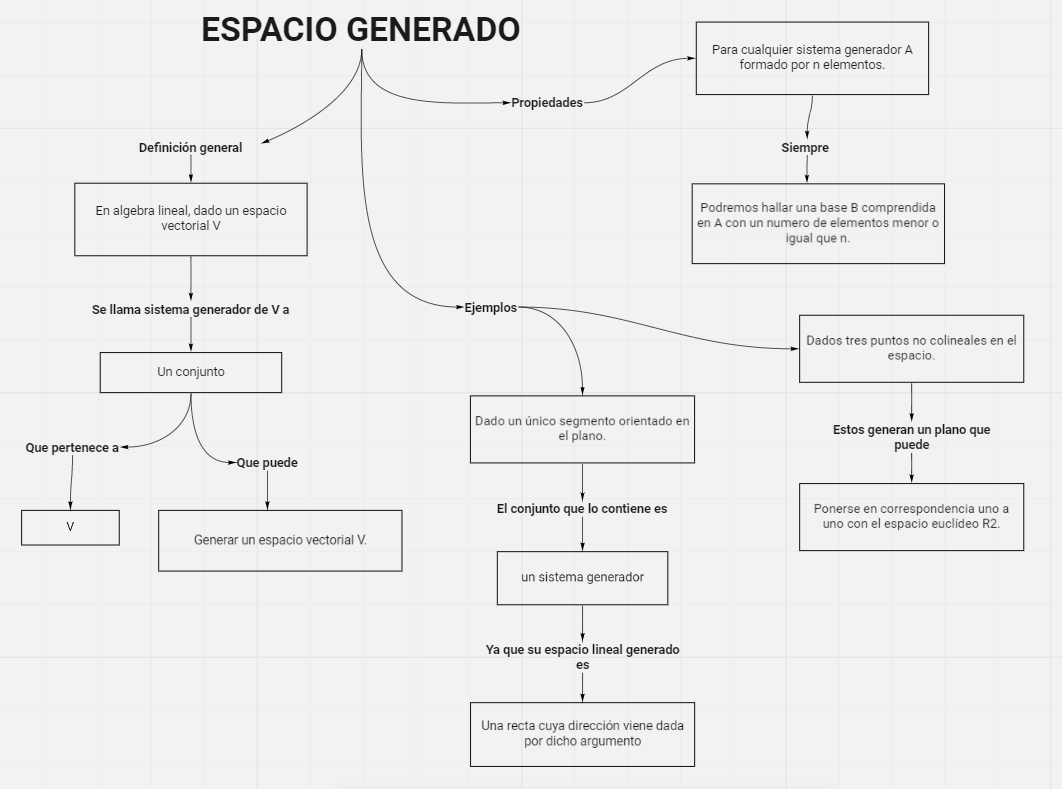 ESPACIO GENERADO
Para cualquier sistema generador A
formado por n elementos.
Propiedades
Definición general
Siempre
En algebra lineal, dado un espacio
vectorial V
Podremos hallar una base B comprendida
en A con un numero de elementos menor o
igual que n.
Se llama sistema generador de V a
Ejemplos
Dados tres puntos no colineales en el
espacio.
Un conjunto
Dado un único segmento orientado en
el plano.
Estos generan un plano que
puede
Que pertenece a
Que puede
Ponerse en correspondencia uno a
uno con el espacio euclídeo R2.
El conjunto que lo contiene es
V
Generar un espacio vectorial V.
un sistema generador
Ya que su espacio lineal generado
es
Una recta cuya dirección viene dada
por dicho argumento